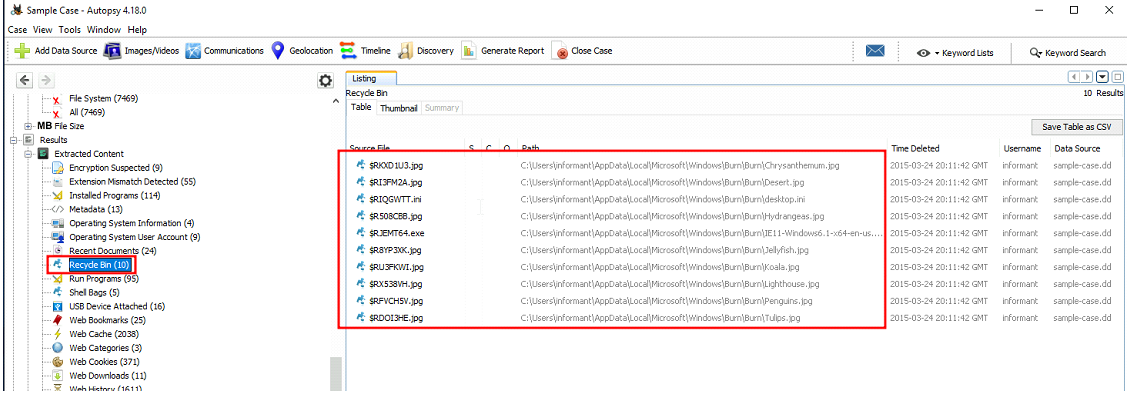 Sample Case - Autopsy 4.18.0
Case View Tools Window Help
Add Data Source Images/Videos Communications Geolocation Timeline Discovery Generate Report Close Case Keyword Lists Keyword Search
File System (7469)
All (7469)
MB File Size
Results
Extracted Content
Encryption Suspected (9)
Extension Mismatch Detected (55)
Installed Programs (114)
Metadata (13)
Operating System Information (4)
Operating System User Account (9)
Recent Documents (24)
Recycle Bin (10)
Run Programs (95)
Shell Bags (5)
USB Device Attached (16)
Web Bookmarks (25)
Web Cache (2038)
Web Categories (3)
Web Cookies (371)
Web Downloads (11)
Web History (1611)
Listing
Recycle Bin 10 Results
Table Thumbnail Summary
Save Table as CSV
Source File S C O Path Time Deleted Username Data Source
$RKXD1U3.jpg C:\Users\informant\AppData\Local\Microsoft\Windows\Burn\Burn\Chrysanthemum.jpg 2015-03-24 20:11:42 GMT informant sample-case.dd
$RI3FM2A.jpg C:\Users\informant\AppData\Local\Microsoft\Windows\Burn\Burn\Desert.jpg 2015-03-24 20:11:42 GMT informant sample-case.dd
$RIQGWTT.ini C:\Users\informant\AppData\Local\Microsoft\Windows\Burn\Burn\desktop.ini 2015-03-24 20:11:42 GMT informant sample-case.dd
$R508CBB.jpg C:\Users\informant\AppData\Local\Microsoft\Windows\Burn\Burn\Hydrangeas.jpg 2015-03-24 20:11:42 GMT informant sample-case.dd
$RJEMT64.exe C:\Users\informant\AppData\Local\Microsoft\Windows\Burn\Burn\IE11-Windows6.1-x64-en-us.... 2015-03-24 20:11:42 GMT informant sample-case.dd
$R8YP3XK.jpg C:\Users\informant\AppData\Local\Microsoft\Windows\Burn\Burn\Jellyfish.jpg 2015-03-24 20:11:42 GMT informant sample-case.dd
$RU3FKWI.jpg C:\Users\informant\AppData\Local\Microsoft\Windows\Burn\Burn\Koala.jpg 2015-03-24 20:11:42 GMT informant sample-case.dd
$RX538VH.jpg C:\Users\informant\AppData\Local\Microsoft\Windows\Burn\Burn\Lighthouse.jpg 2015-03-24 20:11:42 GMT informant sample-case.dd
$RFVCH5V.jpg C:\Users\informant\AppData\Local\Microsoft\Windows\Burn\Burn\Penguins.jpg 2015-03-24 20:11:42 GMT informant sample-case.dd
$RDOI3HE.jpg C:\Users\informant\AppData\Local\Microsoft\Windows\Burn\Burn\Tulips.jpg 2015-03-24 20:11:42 GMT informant sample-case.dd